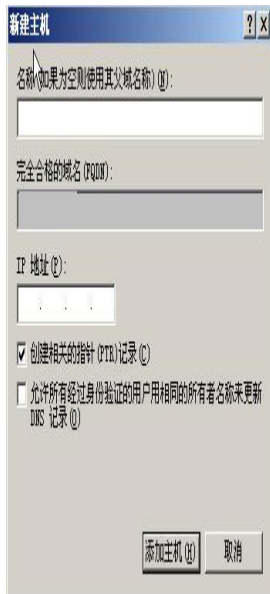 新建主机
? X
名称(如果为空则使用其父域名称)(N):
完全合格的域名(FQDN):
IP 地址(P):
创建相关的指针(PTR)记录(C)
允许所有经过身份验证的用户用相同的所有者名称来更新
DNS 记录(O)
添加主机(H)
取消